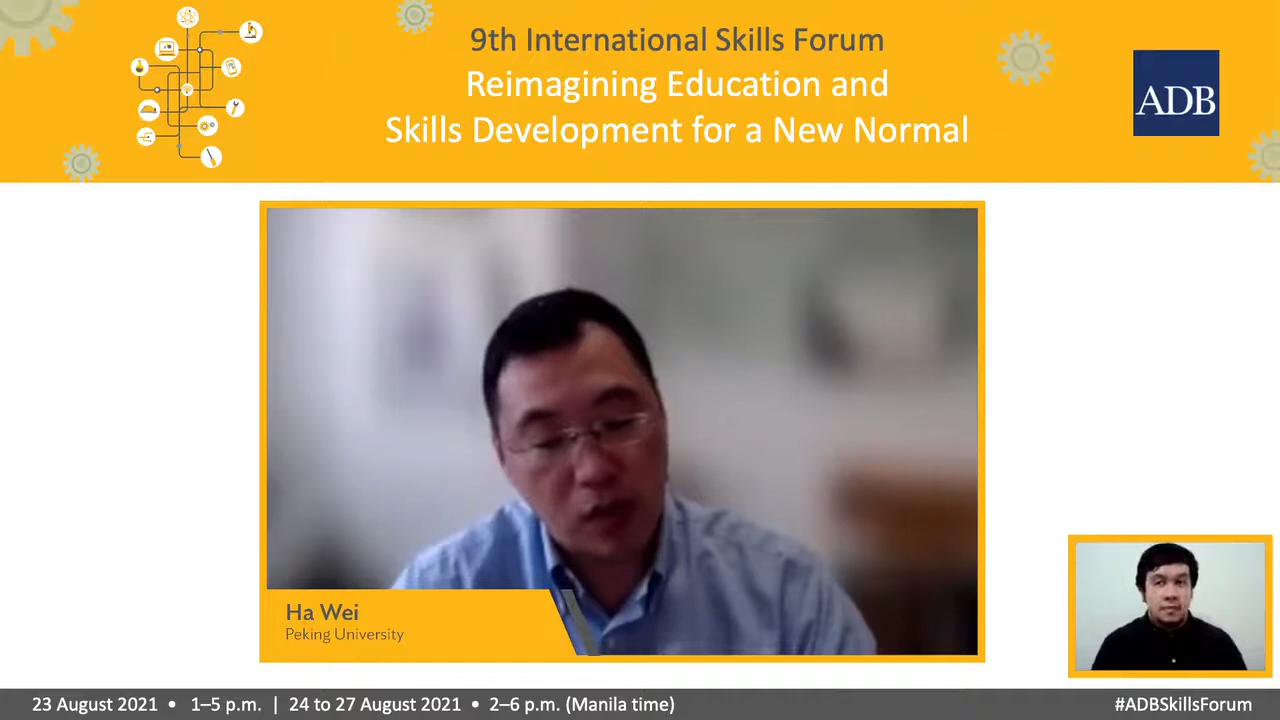 9th International Skills Forum
Reimagining Education and
Skills Development for a New Normal
ADB
Ha Wei
Peking University
23 August 2021 • 1–5 p.m. | 24 to 27 August 2021 • 2–6 p.m. (Manila time)
#ADBSkillsForum